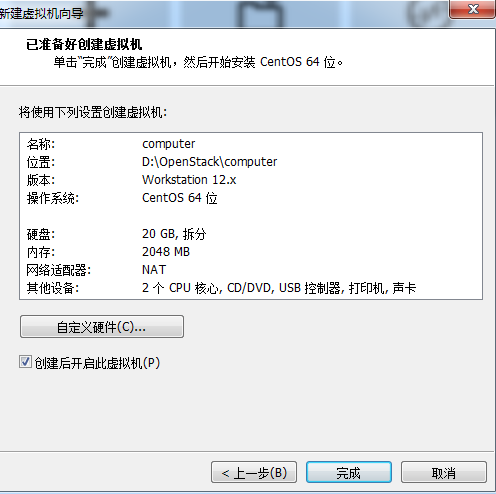 新建虚拟机向导
已准备好创建虚拟机
单击“完成”创建虚拟机，然后开始安装 CentOS 64 位。
将使用下列设置创建虚拟机:
名称: computer
位置: D:\OpenStack\computer
版本: Workstation 12.x
操作系统: CentOS 64 位
硬盘: 20 GB, 拆分
内存: 2048 MB
网络适配器: NAT
其他设备: 2 个 CPU 核心, CD/DVD, USB 控制器, 打印机, 声卡
自定义硬件(C)...
创建后开启此虚拟机(P)
< 上一步(B) 完成 取消